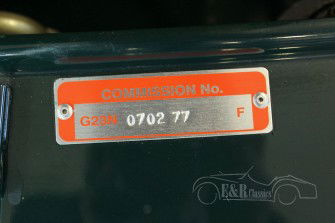 COMMISSION No.
G23N 0702 77 F
E&R Classics